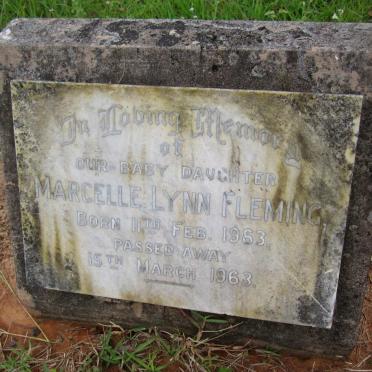 In Loving Memory
of
OUR BABY DAUGHTER
MARCELLE LYNN FLEMING,
BORN 11TH FEB. 1963.
PASSED AWAY
15TH MARCH 1963.